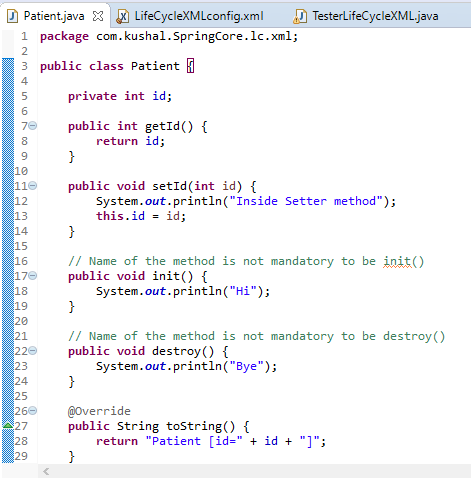 Patient.java LifeCycleXMLconfig.xml TesterLifeCycleXML.java
1 package com.kushal.SpringCore.lc.xml;
2
3 public class Patient {
4
5 private int id;
6
7 public int getId() {
8 return id;
9 }
10
11 public void setId(int id) {
12 System.out.println("Inside Setter method");
13 this.id = id;
14 }
15
16 // Name of the method is not mandatory to be init()
17 public void init() {
18 System.out.println("Hi");
19 }
20
21 // Name of the method is not mandatory to be destroy()
22 public void destroy() {
23 System.out.println("Bye");
24 }
25
26 @Override
27 public String toString() {
28 return "Patient [id=" + id + "]";
29 }